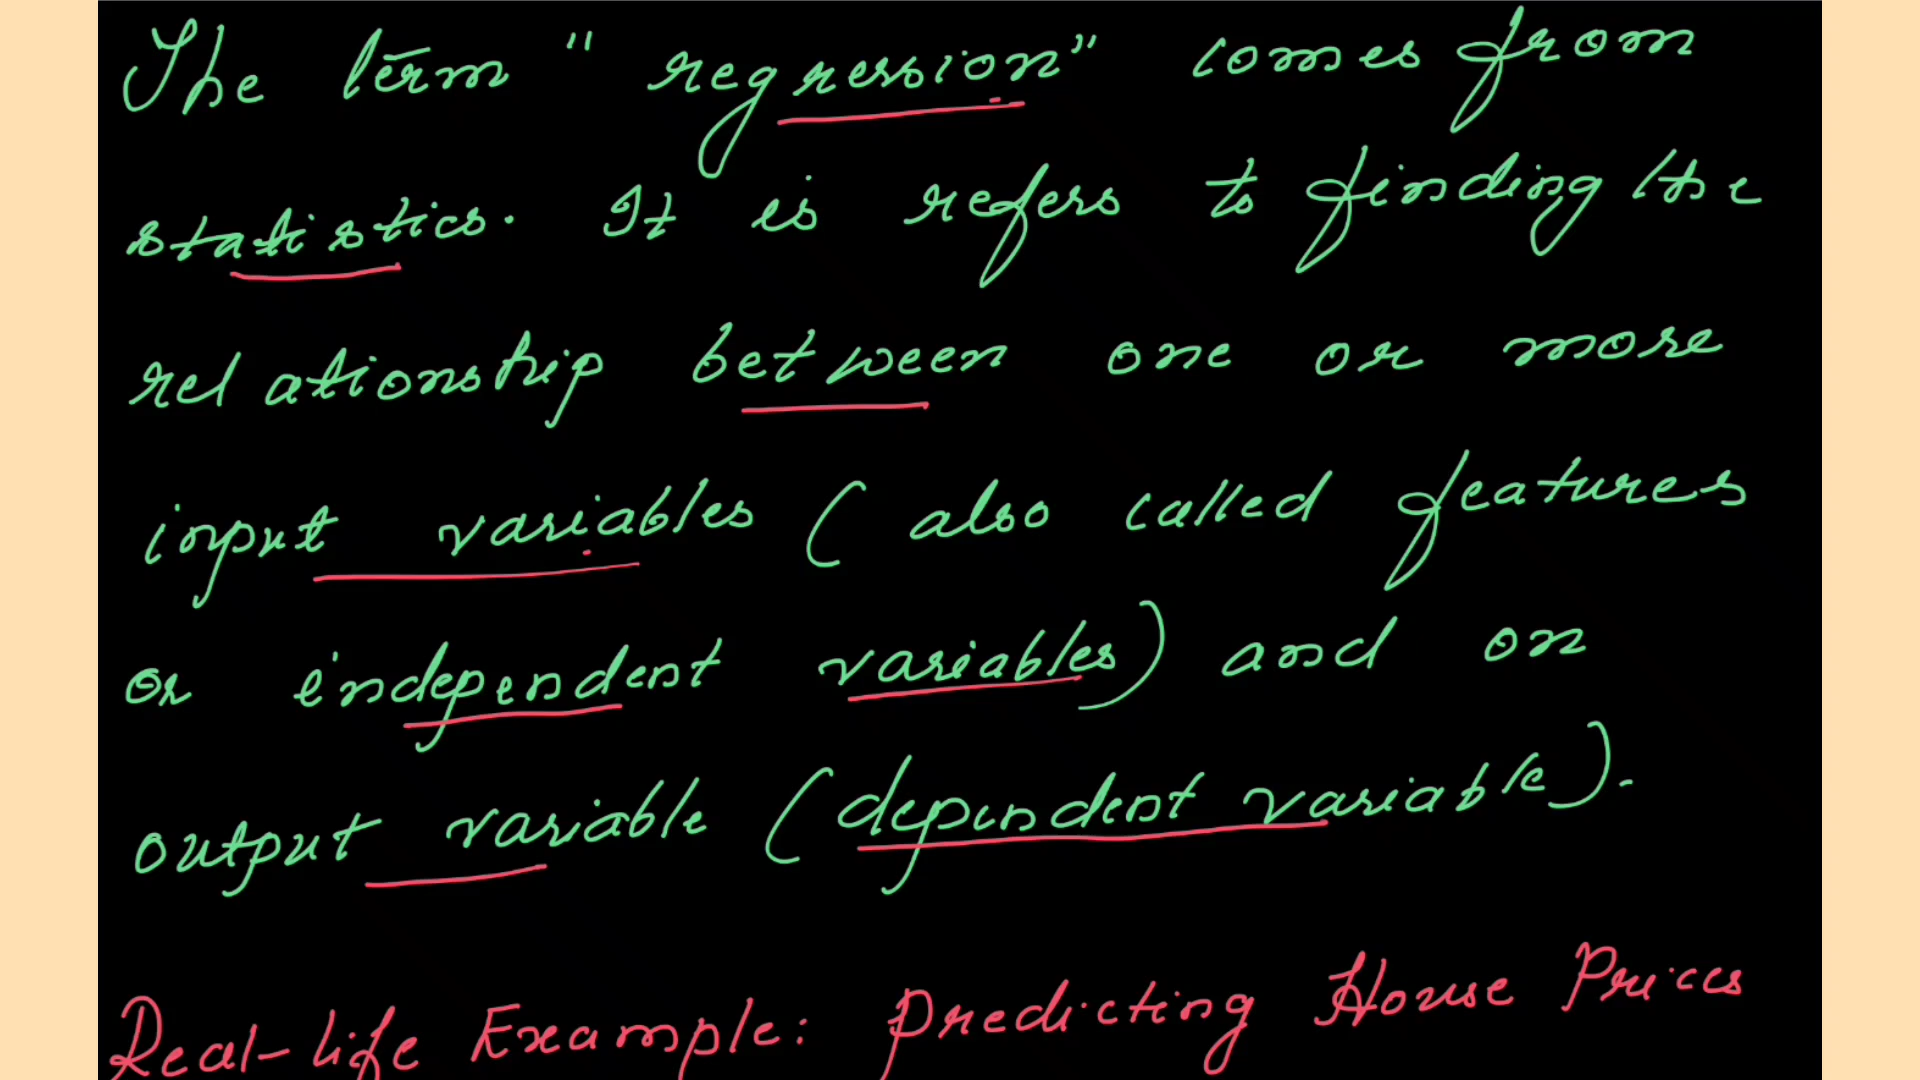 The term "regression" comes from
statistics. It is refers to finding the
relationship between one or more
input variables (also called features
or independent variables) and on
output variable (dependent variable).
Real-life Example: Predicting House Prices